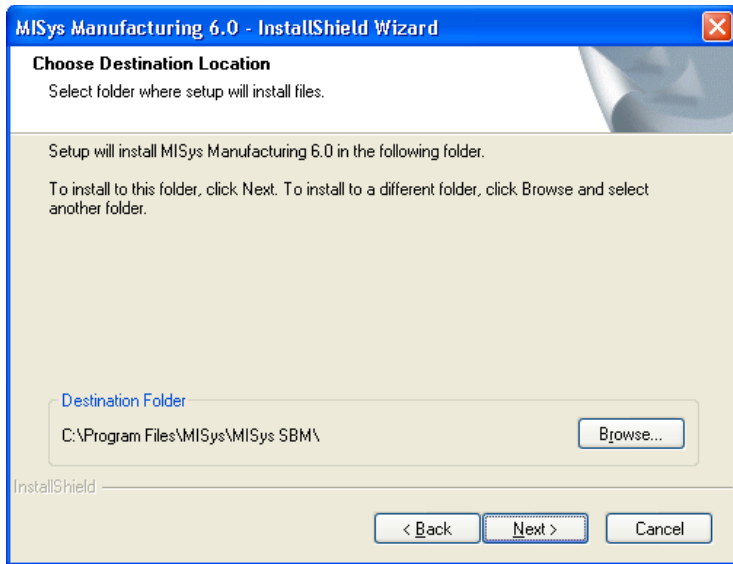 MISys Manufacturing 6.0 - InstallShield Wizard
Choose Destination Location
Select folder where setup will install files.
Setup will install MISys Manufacturing 6.0 in the following folder.
To install to this folder, click Next. To install to a different folder, click Browse and select
another folder.
Destination Folder
C:\Program Files\MISys\MISys SBM\
Browse...
InstallShield
< Back
Next >
Cancel